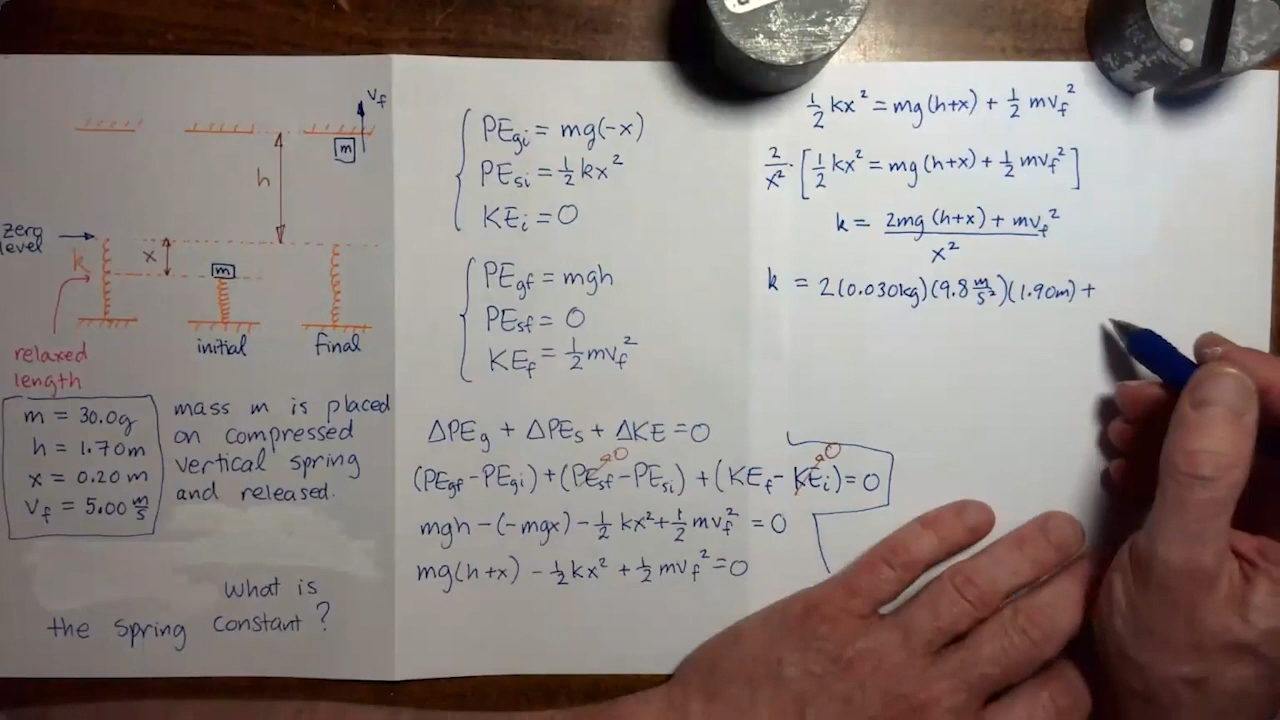 v_f
m
h
zero
level
k
x
m
initial
final
relaxed
length
m = 30.0g
h = 1.70m
x = 0.20m
v_f = 5.00 m/s
mass m is placed
on compressed
vertical spring
and released.
What is
the spring constant?
PE_gi = mg(-x)
PE_si = ½kx²
KE_i = 0
PE_gf = mgh
PE_sf = 0
KE_f = ½mv_f²
ΔPE_g + ΔPE_s + ΔKE = 0
0 0
(PE_gf - PE_gi) + (PE_sf - PE_si) + (KE_f - KE_i) = 0
mgh - (-mgx) - ½kx² + ½mv_f² = 0
mg(h+x) - ½kx² + ½mv_f² = 0
½kx² = mg(h+x) + ½mv_f²
2/x² · [½kx² = mg(h+x) + ½mv_f²]
k = 2mg(h+x) + mv_f² / x²
k = 2(0.030kg)(9.8 m/s²)(1.90m) +